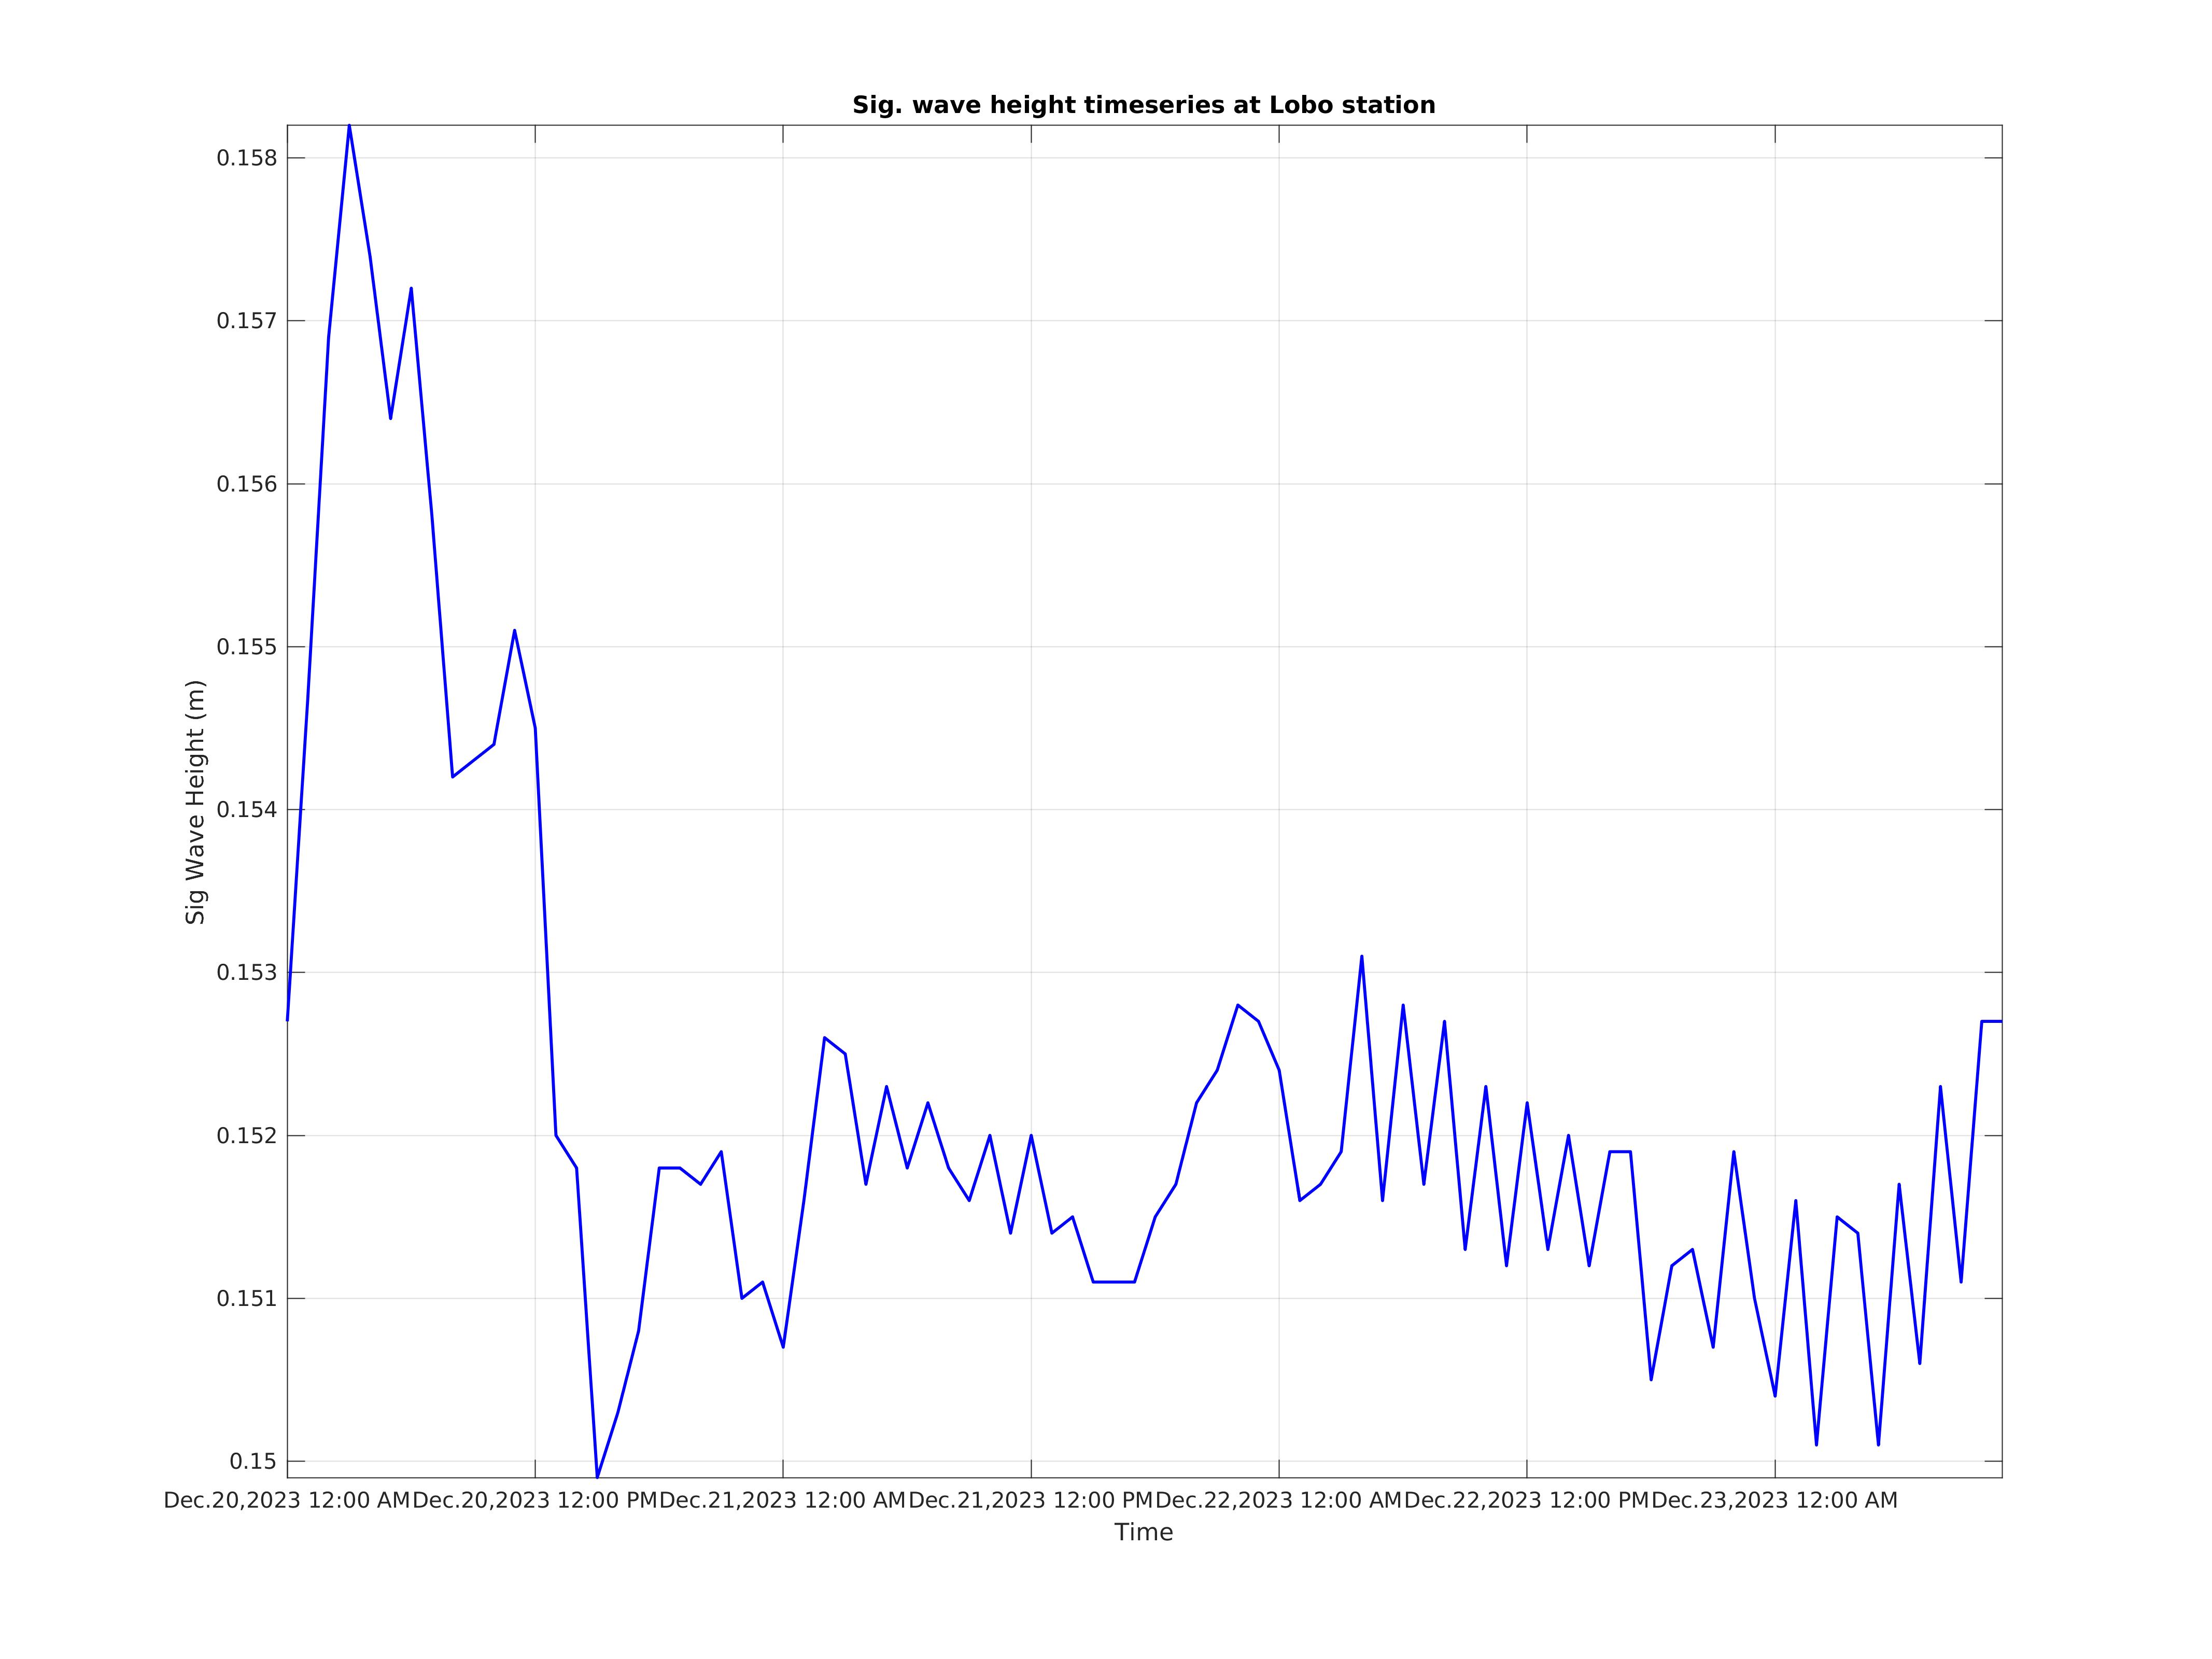 Sig. wave height timeseries at Lobo station
0.158
0.157
0.156
0.155
0.154
0.153
0.152
0.151
0.15
Sig Wave Height (m)
Dec.20,2023 12:00 AM Dec.20,2023 12:00 PM Dec.21,2023 12:00 AM Dec.21,2023 12:00 PM Dec.22,2023 12:00 AM Dec.22,2023 12:00 PM Dec.23,2023 12:00 AM
Time